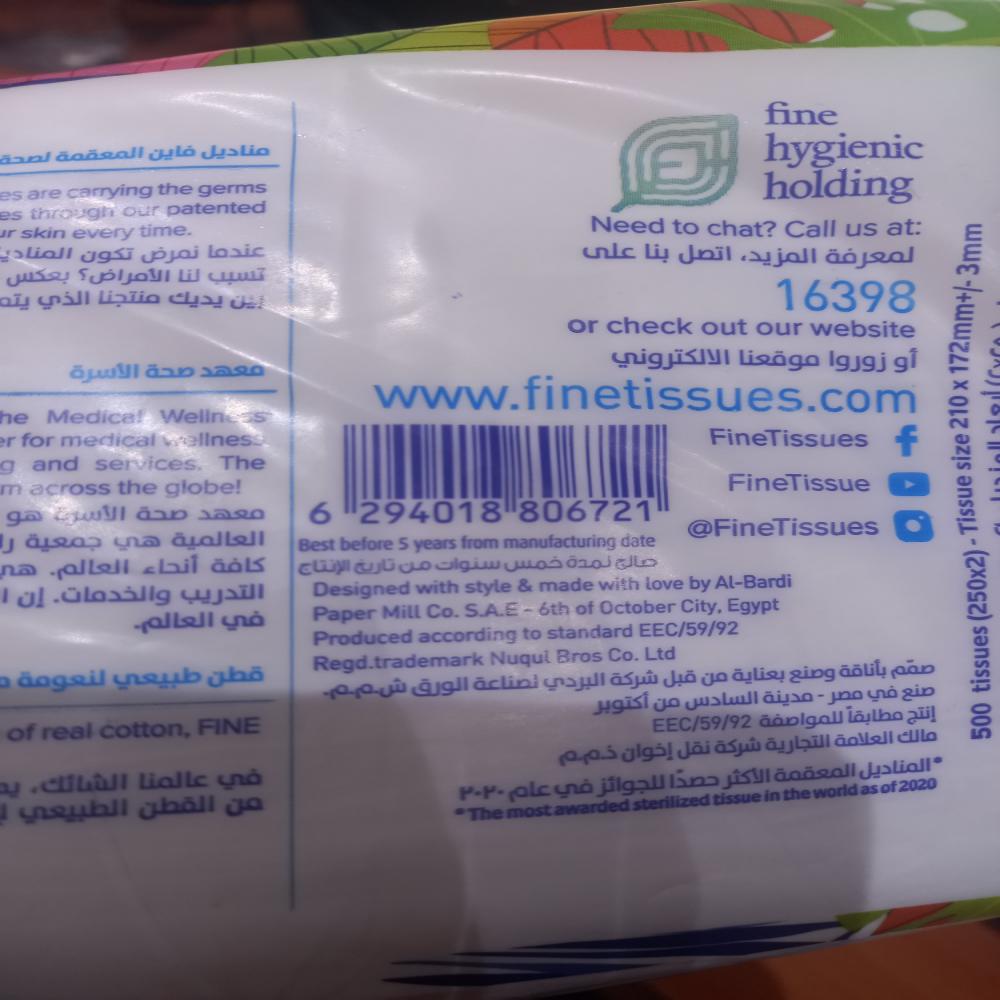 مناديل فاين المعقمة لصحة
are carrying the germs
through our patented
skin every time.
عندما نمرض تكون
تسبب لنا الأمراض؟ بعكس
بين يديك منتجنا الذي
معهد صحة الأسرة
he Medical Wellness
for medical wellness
and services. The
across the globe!
معهد صحة الأسرة هو
العالمية هي جمعية
كافة أنحاء العالم. هي
التدريب والخدمات. إن
في العالم.
قطن طبيعي لنعومة
of real cotton, FINE
في عالمنا الشائك،
من القطن الطبيعي
fine
hygienic
holding
Need to chat? Call us at:
لمعرفة المزيد، اتصل بنا على
16398
or check out our website
أو زوروا موقعنا الالكتروني
www.finetissues.com
FineTissues
FineTissue
@FineTissues
6 294018 806721
Best before 5 years from manufacturing date
صالح لمدة خمس سنوات من تاريخ الإنتاج
Designed with style & made with love by Al-Bardi
Paper Mill Co. S.A.E - 6th of October City, Egypt
Produced according to standard EEC/59/92
Regd.trademark Nuqul Bros Co. Ltd
صمّم بأناقة وصنع بعناية من قبل شركة البردي لصناعة الورق ش.م.م.
صنع في مصر - مدينة السادس من أكتوبر
إنتج مطابقاً للمواصفة EEC/59/92
مالك العلامة التجارية شركة نقل إخوان خ.م.م
*المناديل المعقمة الأكثر حصدًا للجوائز في عام ٢٠٢٠
*The most awarded sterilized tissue in the world as of 2020
500 tissues (250x2) - Tissue size 210 x 172mm+/- 3mm